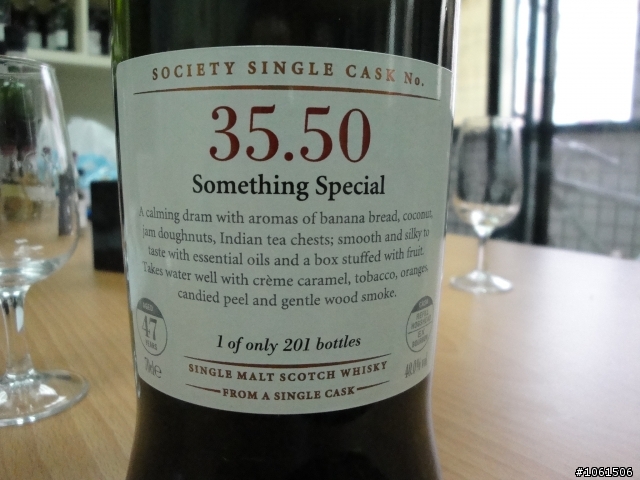 SOCIETY SINGLE CASK No.
35.50
Something Special
A calming dram with aromas of banana bread, coconut,
jam doughnuts, Indian tea chests; smooth and silky to
taste with essential oils and a box stuffed with fruit.
Takes water well with crème caramel, tobacco, oranges,
candied peel and gentle wood smoke.
AGED
47
YEARS
1 of only 201 bottles
70cl e
SINGLE MALT SCOTCH WHISKY
FROM A SINGLE CASK
#1061506